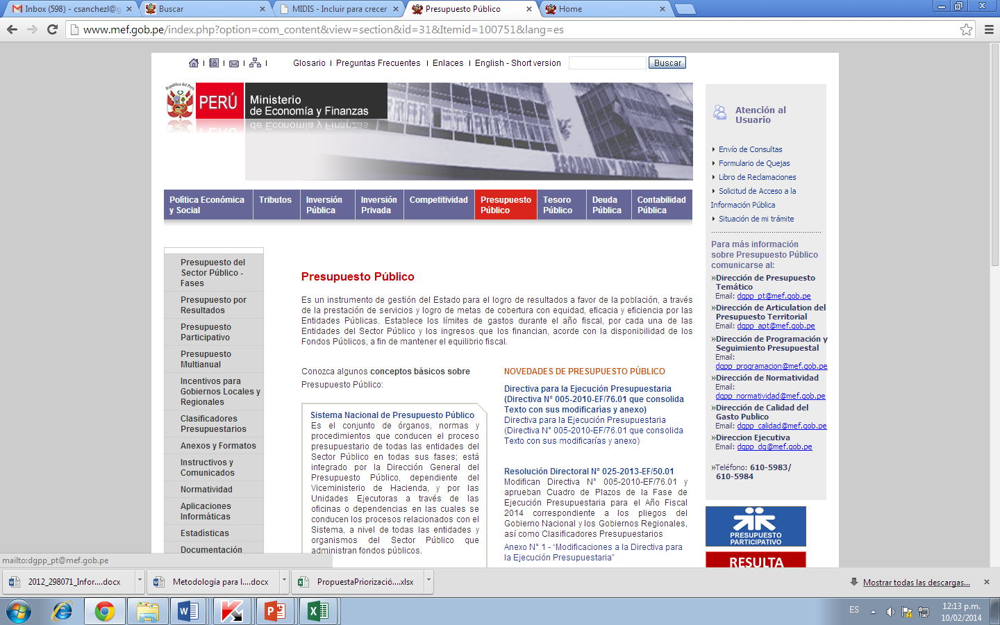 Inbox (598) - csanchezl@g
Buscar
MIDIS - Incluir para crecer
Presupuesto Público
Home
www.mef.gob.pe/index.php?option=com_content&view=section&id=31&Itemid=100751&lang=es
Glosario
Preguntas Frecuentes
Enlaces
English - Short version
Buscar
República del Perú
PERÚ
Ministerio
de Economía y Finanzas
Política Económica
y Social
Tributos
Inversión
Pública
Inversión
Privada
Competitividad
Presupuesto
Público
Tesoro
Público
Deuda
Pública
Contabilidad
Pública
Presupuesto del
Sector Público -
Fases
Presupuesto por
Resultados
Presupuesto
Participativo
Presupuesto
Multianual
Incentivos para
Gobiernos Locales y
Regionales
Clasificadores
Presupuestarios
Anexos y Formatos
Instructivos y
Comunicados
Normatividad
Aplicaciones
Informáticas
Estadísticas
Documentación
Presupuesto Público
Es un instrumento de gestión del Estado para el logro de resultados a favor de la población, a través
de la prestación de servicios y logro de metas de cobertura con equidad, eficacia y eficiencia por las
Entidades Públicas. Establece los límites de gastos durante el año fiscal, por cada una de las
Entidades del Sector Público y los ingresos que los financian, acorde con la disponibilidad de los
Fondos Públicos, a fin de mantener el equilibrio fiscal.
Conozca algunos conceptos básicos sobre
Presupuesto Público:
Sistema Nacional de Presupuesto Público
Es el conjunto de órganos, normas y
procedimientos que conducen el proceso
presupuestario de todas las entidades del
Sector Público en todas sus fases; está
integrado por la Dirección General del
Presupuesto Público, dependiente del
Viceministerio de Hacienda, y por las
Unidades Ejecutoras a través de las
oficinas o dependencias en las cuales se
conducen los procesos relacionados con el
Sistema, a nivel de todas las entidades y
organismos del Sector Público que
administran fondos públicos.
NOVEDADES DE PRESUPUESTO PÚBLICO
Directiva para la Ejecución Presupuestaria
(Directiva N° 005-2010-EF/76.01 que consolida
Texto con sus modificarías y anexo)
Directiva para la Ejecución Presupuestaria
(Directiva N° 005-2010-EF/76.01 que consolida
Texto con sus modificarías y anexo)
Resolución Directoral N° 025-2013-EF/50.01
Modifican Directiva N° 005-2010-EF/76.01 y
aprueban Cuadro de Plazos de la Fase de
Ejecución Presupuestaria para el Año Fiscal
2014 correspondiente a los pliegos del
Gobierno Nacional y los Gobiernos Regionales,
así como Clasificadores Presupuestarios
Anexo N° 1 - “Modificaciones a la Directiva para
la Ejecución Presupuestaria”
Atención al
Usuario
Envío de Consultas
Formulario de Quejas
Libro de Reclamaciones
Solicitud de Acceso a la
Información Pública
Situación de mi trámite
Para más información
sobre Presupuesto Público
comunicarse al:
»Dirección de Presupuesto
Temático
Email: dgpp_pt@mef.gob.pe
»Dirección de Articulation del
Presupuesto Territorial
Email: dgpp_apt@mef.gob.pe
»Dirección de Programación y
Seguimiento Presupuestal
Email:
dgpp_programacion@mef.gob.pe
»Dirección de Normatividad
Email:
dgpp_normatividad@mef.gob.pe
»Dirección de Calidad del
Gasto Publico
Email: dgpp_calidad@mef.gob.pe
»Direccion Ejecutiva
Email: dgpp_dg@mef.gob.pe
»Teléfono: 610-5983/
610-5984
PRESUPUESTO
PARTICIPATIVO
RESULTA
mailto:dgpp_pt@mef.gob.pe
2012_298071_Infor....docx
Metodología para l....docx
PropuestaPriorizació....xlsx
Mostrar todas las descargas...
ES
12:13 p.m.
10/02/2014